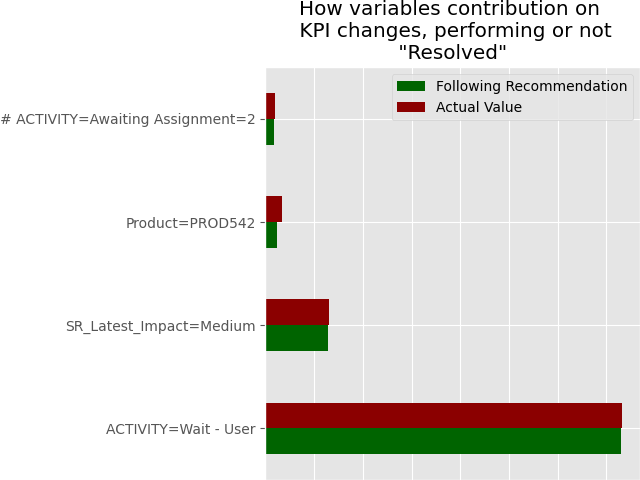 How variables contribution on
KPI changes, performing or not
"Resolved"
Following Recommendation
Actual Value
# ACTIVITY=Awaiting Assignment=2
Product=PROD542
SR_Latest_Impact=Medium
ACTIVITY=Wait - User